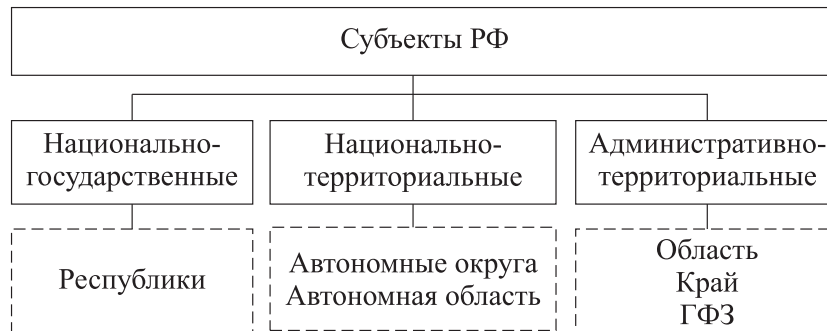 Субъекты РФ
Национально-
государственные
Национально-
территориальные
Административно-
территориальные
Республики
Автономные округа
Автономная область
Область
Край
ГФЗ